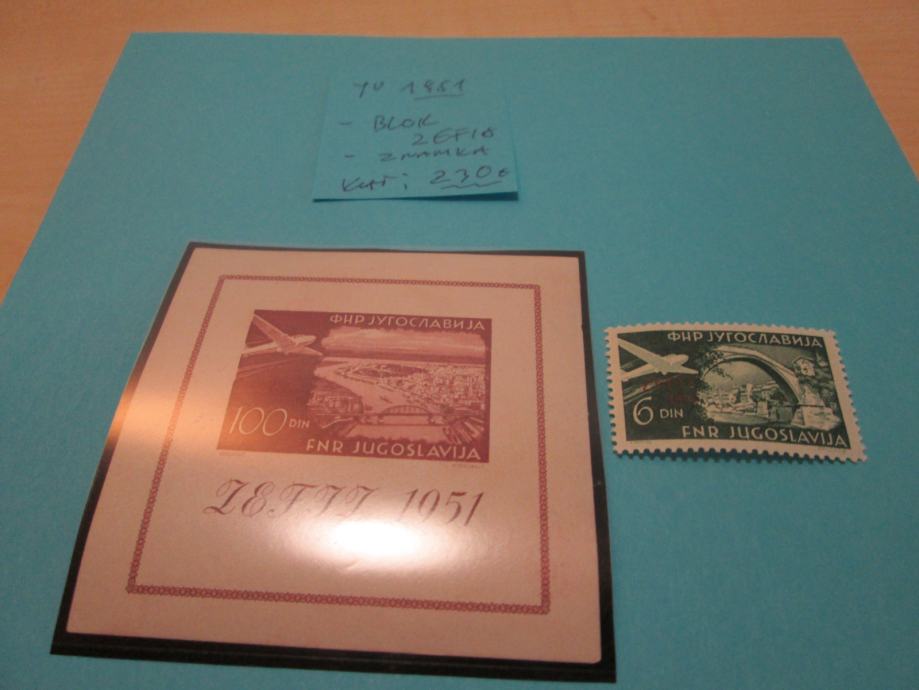 YU 1951
- BLOK
ZEFIZ
- ZNAMKA
KAT: 230€
ФНР ЈУГОСЛАВИЈА
100 DIN
FNR JUGOSLAVIJA
ZEFIZ 1951
ФНР ЈУГОСЛАВИЈА
6 DIN
FNR JUGOSLAVIJA